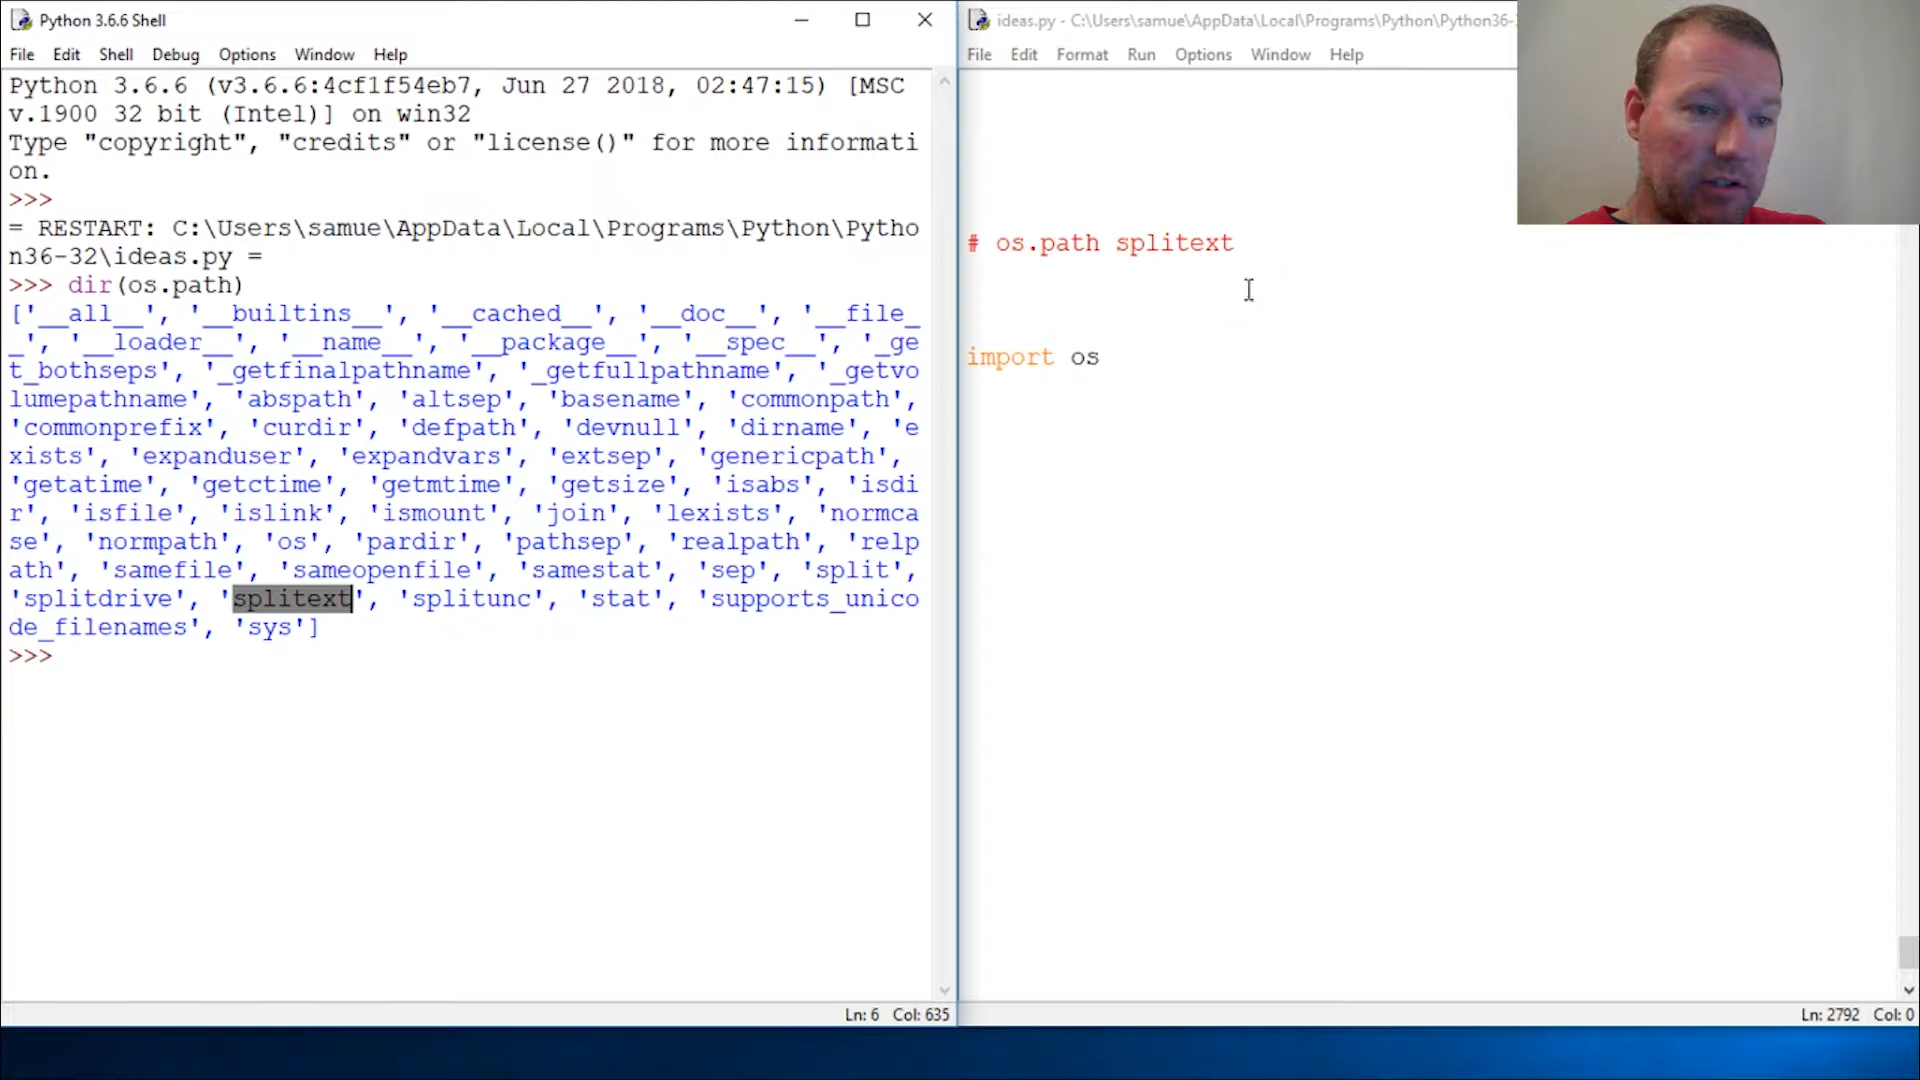 Python 3.6.6 Shell
File Edit Shell Debug Options Window Help
Python 3.6.6 (v3.6.6:4cf1f54eb7, Jun 27 2018, 02:47:15) [MSC
v.1900 32 bit (Intel)] on win32
Type "copyright", "credits" or "license()" for more informati
on.
>>>
= RESTART: C:\Users\samue\AppData\Local\Programs\Python\Pytho
n36-32\ideas.py =
>>> dir(os.path)
['__all__', '__builtins__', '__cached__', '__doc__', '__file_
_', '__loader__', '__name__', '__package__', '__spec__', '_ge
t_bothseps', '_getfinalpathname', '_getfullpathname', '_getvo
lumepathname', 'abspath', 'altsep', 'basename', 'commonpath',
'commonprefix', 'curdir', 'defpath', 'devnull', 'dirname', 'e
xists', 'expanduser', 'expandvars', 'extsep', 'genericpath',
'getatime', 'getctime', 'getmtime', 'getsize', 'isabs', 'isdi
r', 'isfile', 'islink', 'ismount', 'join', 'lexists', 'normca
se', 'normpath', 'os', 'pardir', 'pathsep', 'realpath', 'relp
ath', 'samefile', 'sameopenfile', 'samestat', 'sep', 'split',
'splitdrive', 'splitext', 'splitunc', 'stat', 'supports_unico
de_filenames', 'sys']
>>>
Ln: 6 Col: 635
ideas.py - C:\Users\samue\AppData\Local\Programs\Python\Python36-
File Edit Format Run Options Window Help
# os.path splitext
import os
Ln: 2792 Col: 0